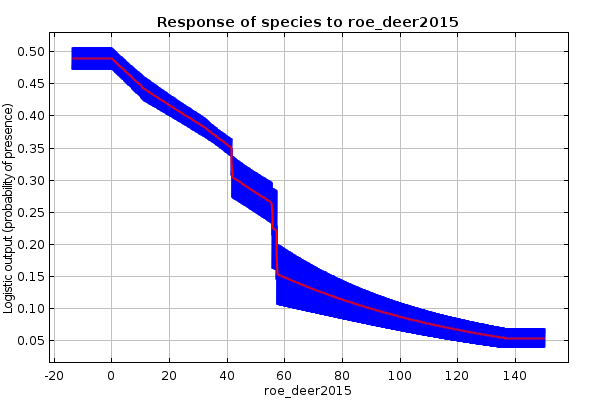 Response of species to roe_deer2015
Logistic output (probability of presence)
0.50
0.45
0.40
0.35
0.30
0.25
0.20
0.15
0.10
0.05
-20 0 20 40 60 80 100 120 140
roe_deer2015